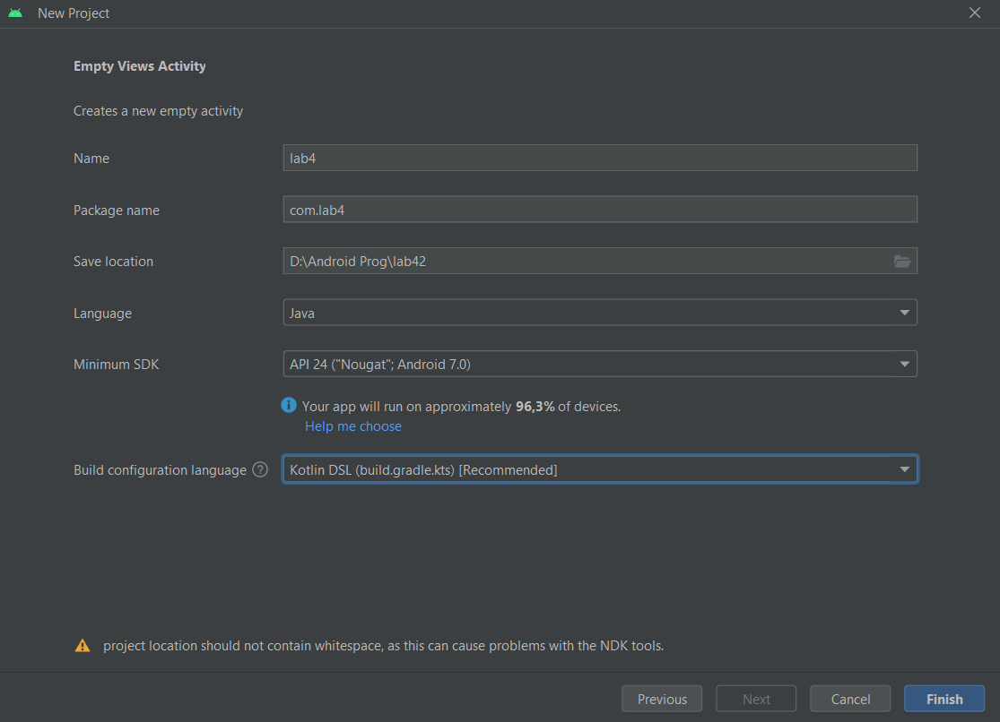 New Project
Empty Views Activity
Creates a new empty activity
Name lab4
Package name com.lab4
Save location D:\Android Prog\lab42
Language Java
Minimum SDK API 24 ("Nougat"; Android 7.0)
Your app will run on approximately 96,3% of devices.
Help me choose
Build configuration language ? Kotlin DSL (build.gradle.kts) [Recommended]
project location should not contain whitespace, as this can cause problems with the NDK tools.
Previous Next Cancel Finish